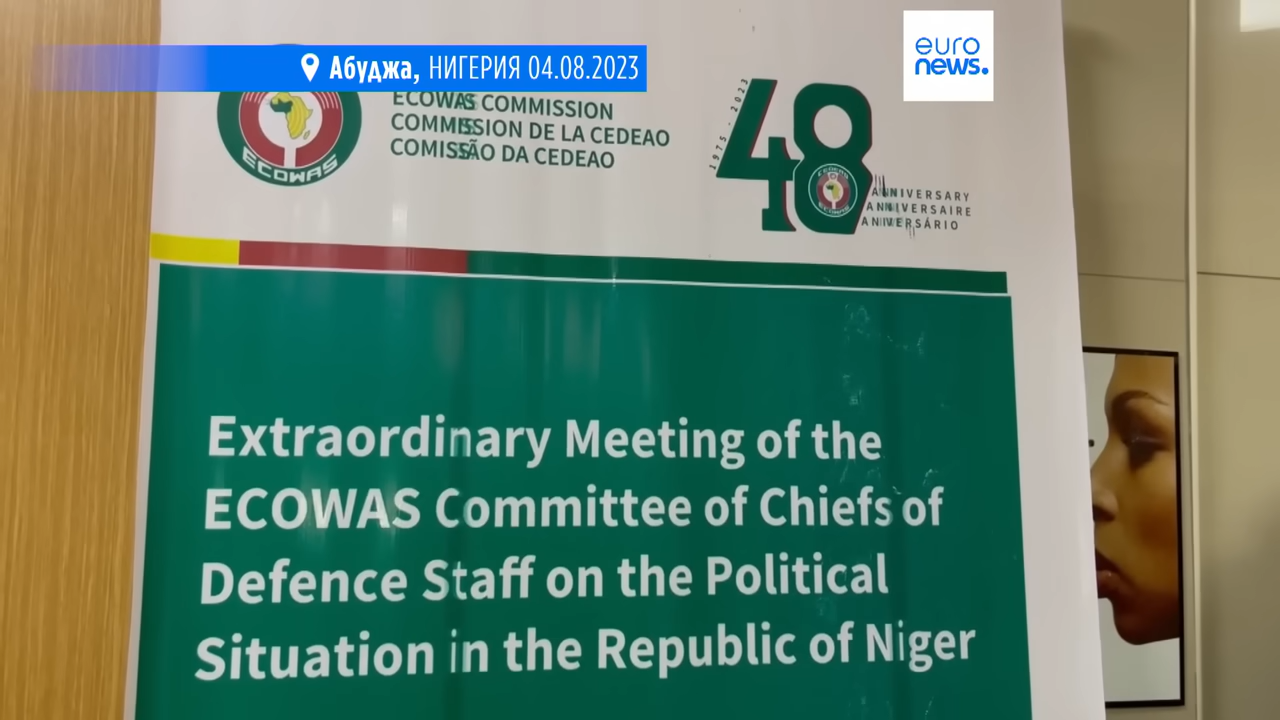 Абуджа, НИГЕРИЯ 04.08.2023
euro
news.
ECOWAS COMMISSION
COMMISSION DE LA CEDEAO
COMISSÃO DA CEDEAO
ECOWAS
1975 - 2023
48
ANNIVERSARY
ANNIVERSAIRE
ANIVERSÁRIO
Extraordinary Meeting of the
ECOWAS Committee of Chiefs of
Defence Staff on the Political
Situation in the Republic of Niger